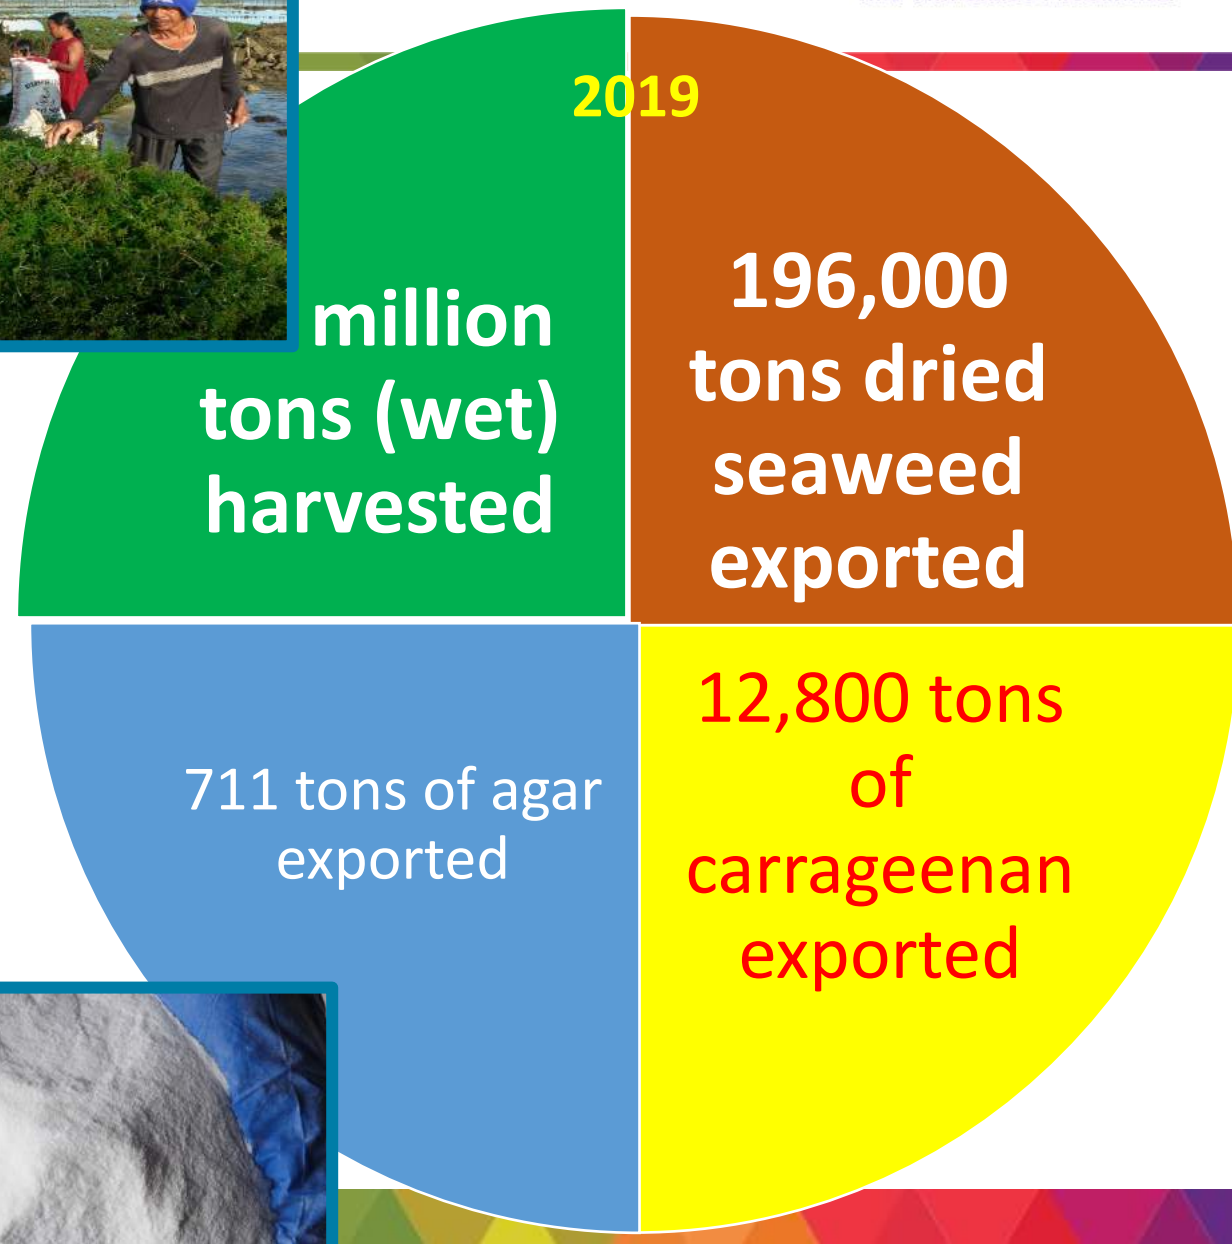 2019
million
tons (wet)
harvested
196,000
tons dried
seaweed
exported
711 tons of agar
exported
12,800 tons
of
carrageenan
exported